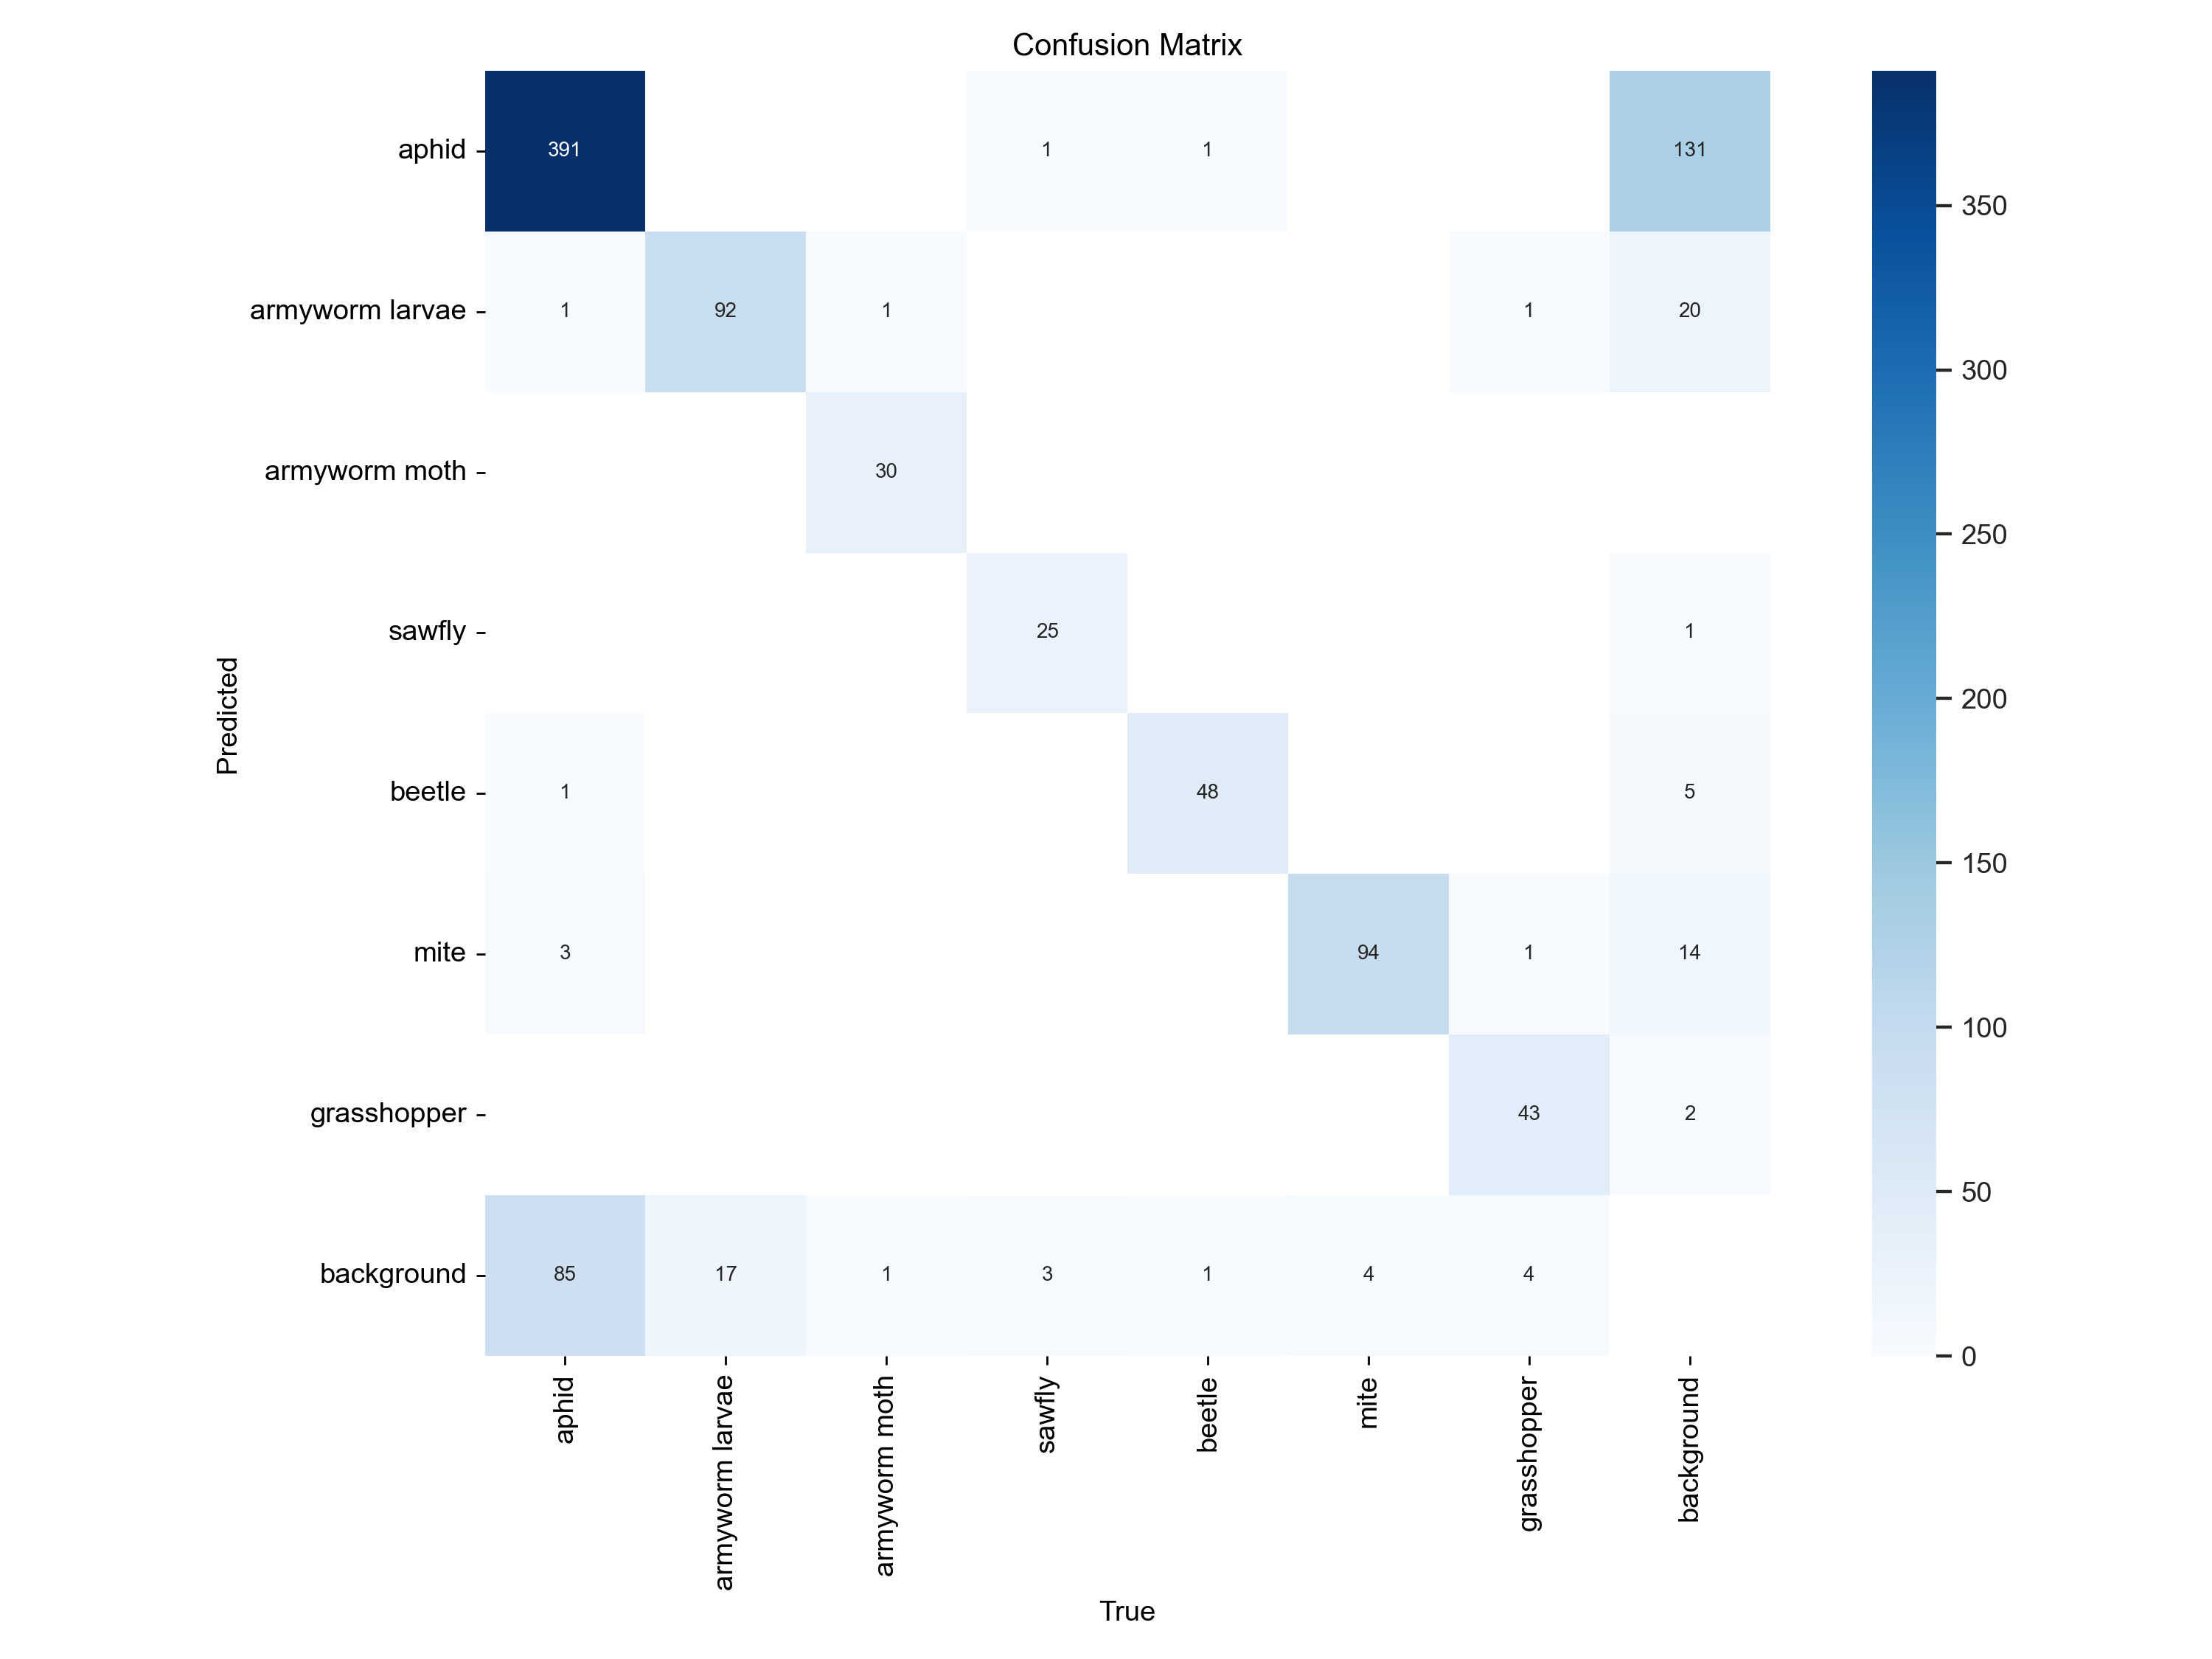 Confusion Matrix
aphid 391 1 1 131
armyworm larvae 1 92 1 1 20
armyworm moth 30
sawfly 25 1
beetle 1 48 5
mite 3 94 1 14
grasshopper 43 2
background 85 17 1 3 1 4 4
Predicted
aphid armyworm larvae armyworm moth sawfly beetle mite grasshopper background
True
350
300
250
200
150
100
50
0